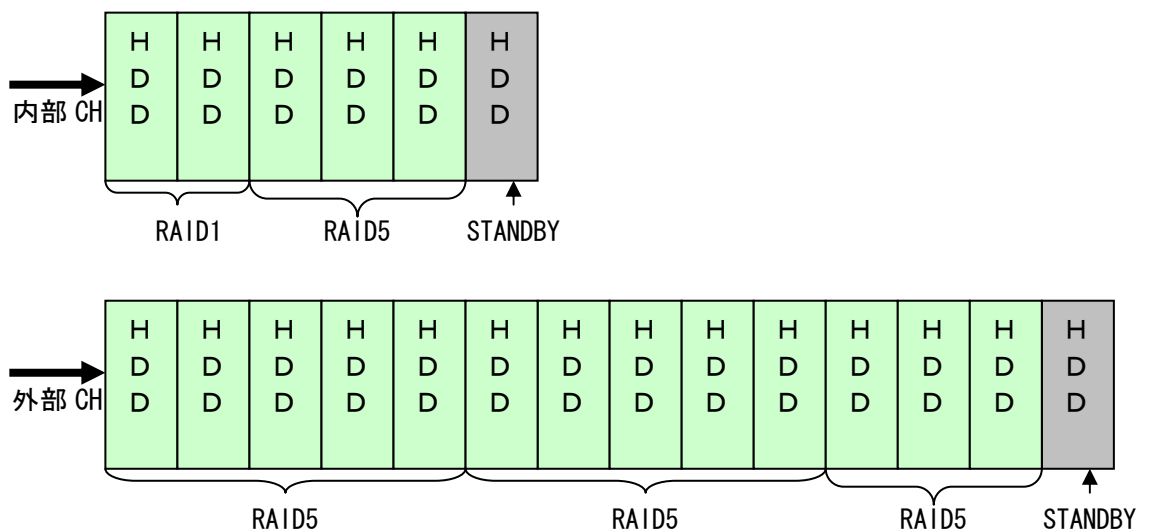 H H H H H H
D D D D D D
D D D D D D
内部 CH
RAID1 RAID5 STANDBY
H H H H H H H H H H H H H H
D D D D D D D D D D D D D D
D D D D D D D D D D D D D D
外部 CH
RAID5 RAID5 RAID5 STANDBY